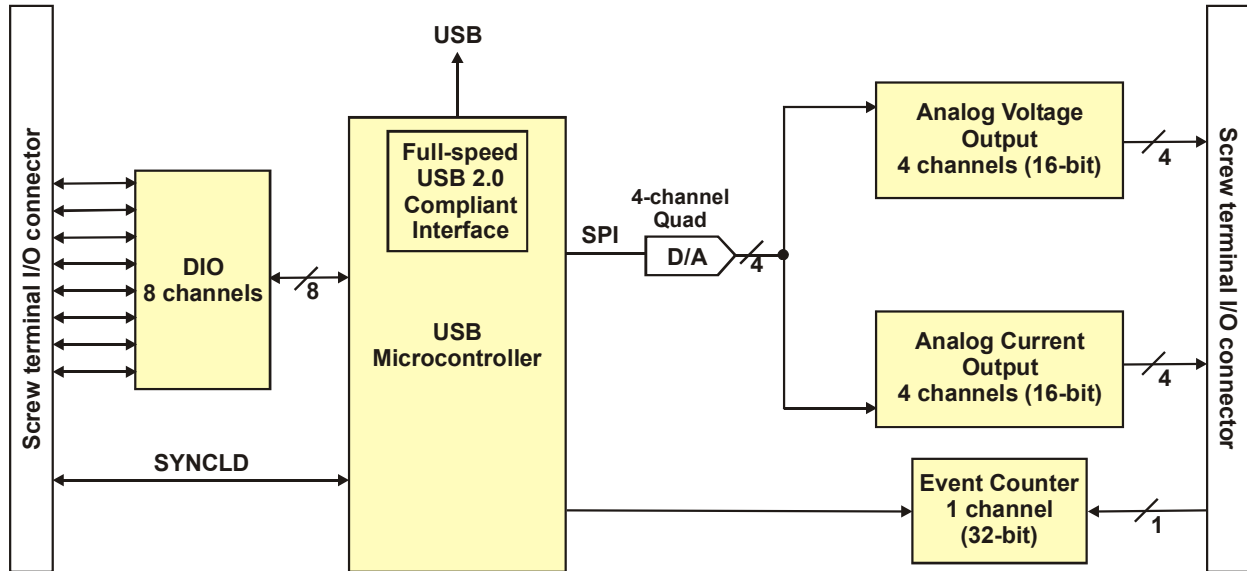 Screw terminal I/O connector
DIO
8 channels
8
SYNCLD
USB
Full-speed
USB 2.0
Compliant
Interface
USB
Microcontroller
SPI
4-channel
Quad
D/A
4
Analog Voltage
Output
4 channels (16-bit)
4
Analog Current
Output
4 channels (16-bit)
4
Event Counter
1 channel
(32-bit)
1
Screw terminal I/O connector